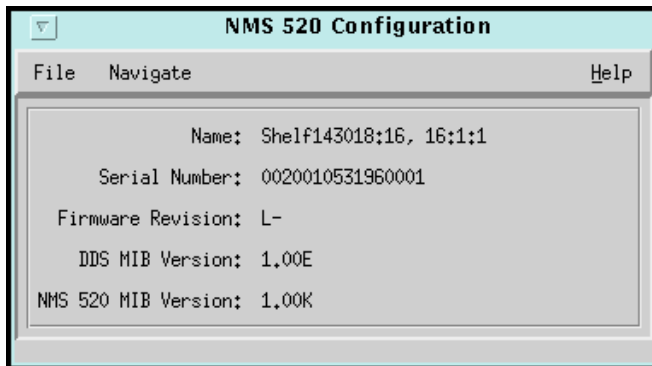 NMS 520 Configuration
File Navigate Help
Name: Shelf143018:16, 16:1:1
Serial Number: 0020010531960001
Firmware Revision: L-
DDS MIB Version: 1.00E
NMS 520 MIB Version: 1.00K